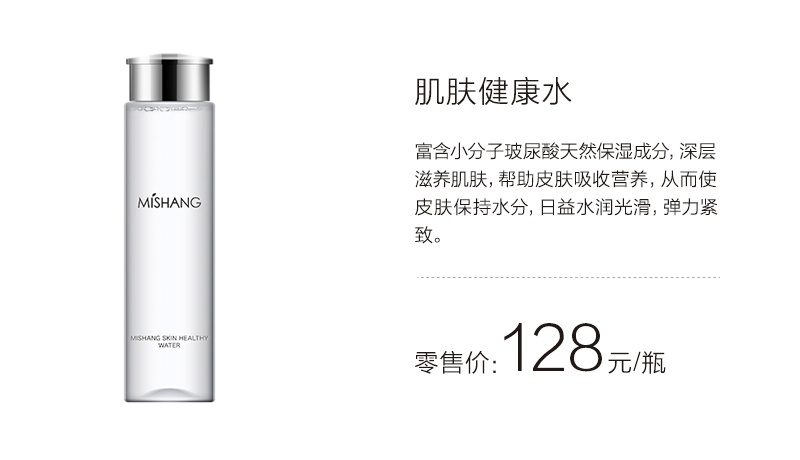 肌肤健康水
富含小分子玻尿酸天然保湿成分，深层
滋养肌肤，帮助皮肤吸收营养，从而使
皮肤保持水分，日益水润光滑，弹力紧
致。
MISHANG
MISHANG SKIN HEALTHY
WATER
零售价：128元/瓶